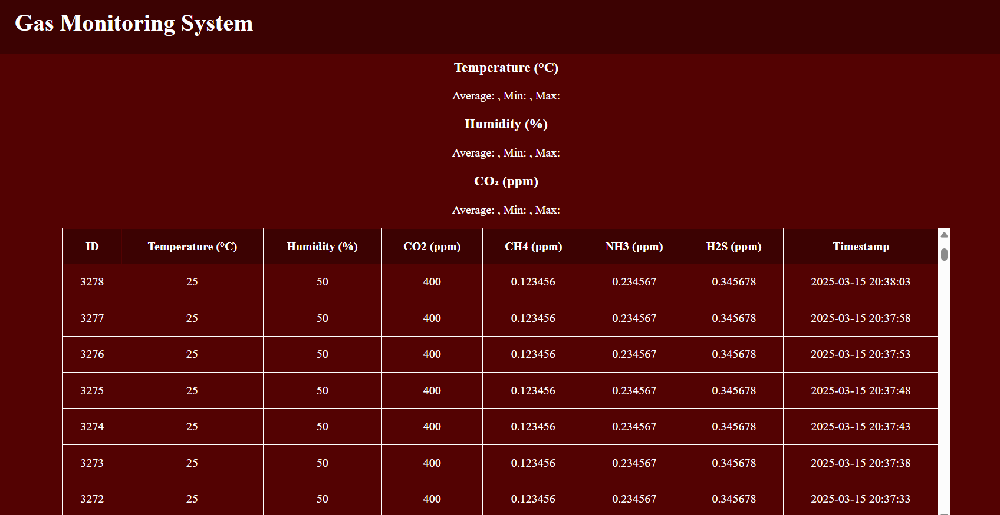 Gas Monitoring System
Temperature (°C)
Average: , Min: , Max:
Humidity (%)
Average: , Min: , Max:
CO₂ (ppm)
Average: , Min: , Max:
ID Temperature (°C) Humidity (%) CO2 (ppm) CH4 (ppm) NH3 (ppm) H2S (ppm) Timestamp
3278 25 50 400 0.123456 0.234567 0.345678 2025-03-15 20:38:03
3277 25 50 400 0.123456 0.234567 0.345678 2025-03-15 20:37:58
3276 25 50 400 0.123456 0.234567 0.345678 2025-03-15 20:37:53
3275 25 50 400 0.123456 0.234567 0.345678 2025-03-15 20:37:48
3274 25 50 400 0.123456 0.234567 0.345678 2025-03-15 20:37:43
3273 25 50 400 0.123456 0.234567 0.345678 2025-03-15 20:37:38
3272 25 50 400 0.123456 0.234567 0.345678 2025-03-15 20:37:33